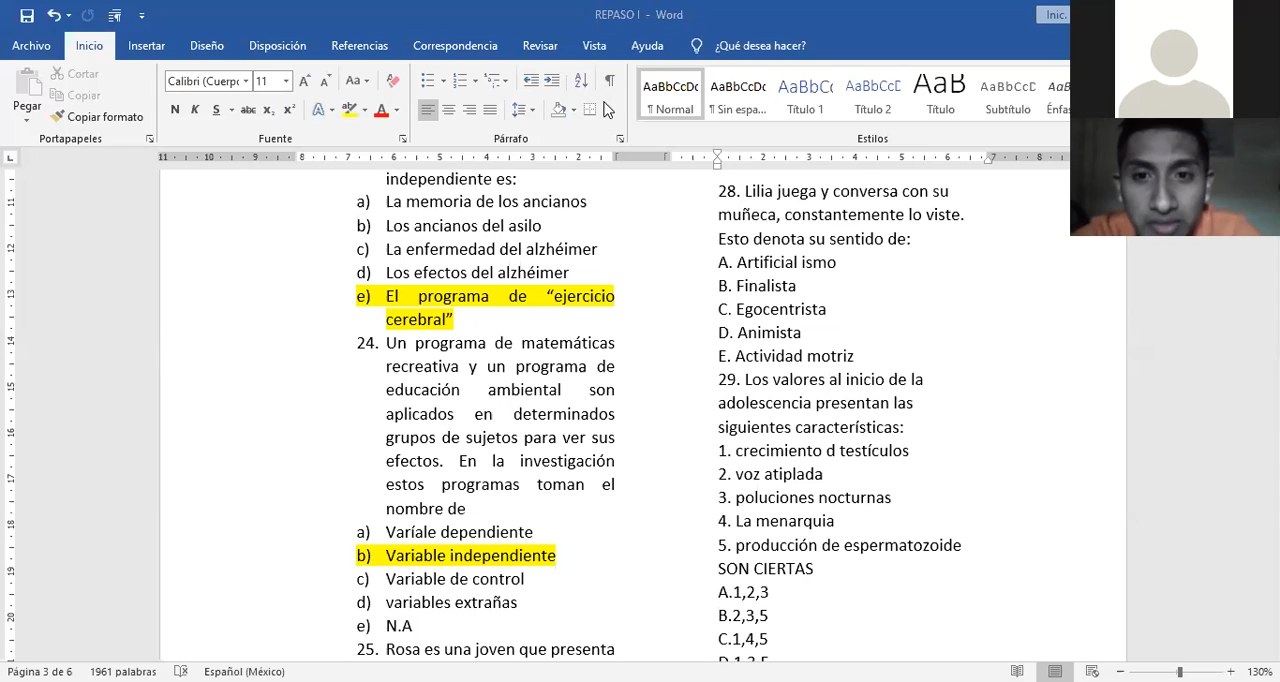 REPASO I - Word
Inic.
Archivo
Inicio
Insertar
Diseño
Disposición
Referencias
Correspondencia
Revisar
Vista
Ayuda
¿Qué desea hacer?
Pegar
Cortar
Copiar
Copiar formato
Portapapeles
Calibri (Cuerpo
11
Aa
N K S abc x₂ x²
Fuente
Párrafo
AaBbCcDc
¶ Normal
AaBbCcDc
¶ Sin espa...
AaBbCc
Título 1
AaBbCcD
Título 2
AaB
Título
AaBbCcD
Subtítulo
Estilos
independiente es:
a) La memoria de los ancianos
b) Los ancianos del asilo
c) La enfermedad del alzhéimer
d) Los efectos del alzhéimer
e) El programa de “ejercicio
cerebral”
24. Un programa de matemáticas
recreativa y un programa de
educación ambiental son
aplicados en determinados
grupos de sujetos para ver sus
efectos. En la investigación
estos programas toman el
nombre de
a) Varíale dependiente
b) Variable independiente
c) Variable de control
d) variables extrañas
e) N.A
25. Rosa es una joven que presenta
28. Lilia juega y conversa con su
muñeca, constantemente lo viste.
Esto denota su sentido de:
A. Artificial ismo
B. Finalista
C. Egocentrista
D. Animista
E. Actividad motriz
29. Los valores al inicio de la
adolescencia presentan las
siguientes características:
1. crecimiento d testículos
2. voz atiplada
3. poluciones nocturnas
4. La menarquia
5. producción de espermatozoide
SON CIERTAS
A.1,2,3
B.2,3,5
C.1,4,5
Página 3 de 6
1961 palabras
Español (México)
130%